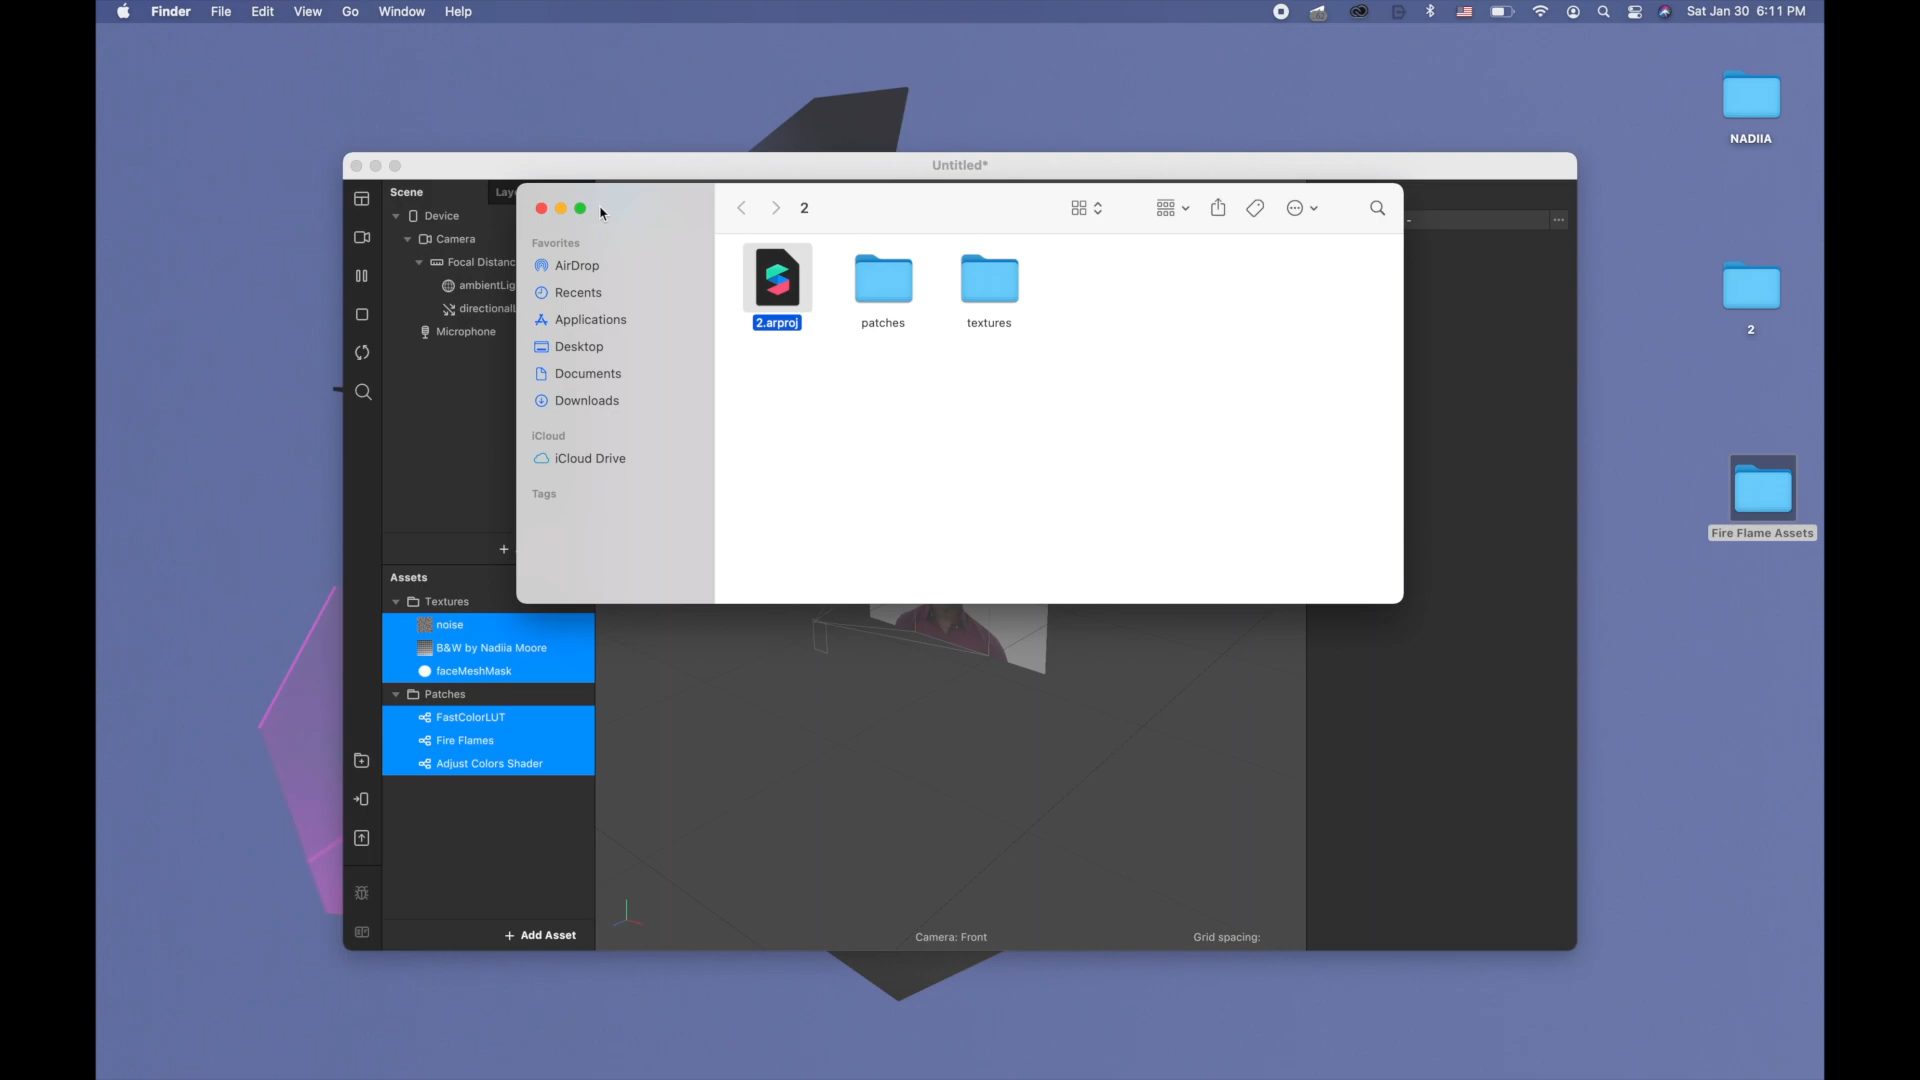 Finder File Edit View Go Window Help
Sat Jan 30 6:11 PM
NADIIA
2
Fire Flame Assets
Untitled*
Scene
Device
Camera
Microphone
2
Favorites
AirDrop
Recents
Applications
Desktop
Documents
Downloads
iCloud
iCloud Drive
Tags
2.arproj
patches
textures
Assets
Textures
noise
B&W by Nadiia Moore
faceMeshMask
Patches
FastColorLUT
Fire Flames
Adjust Colors Shader
+ Add Asset
Camera: Front
Grid spacing: